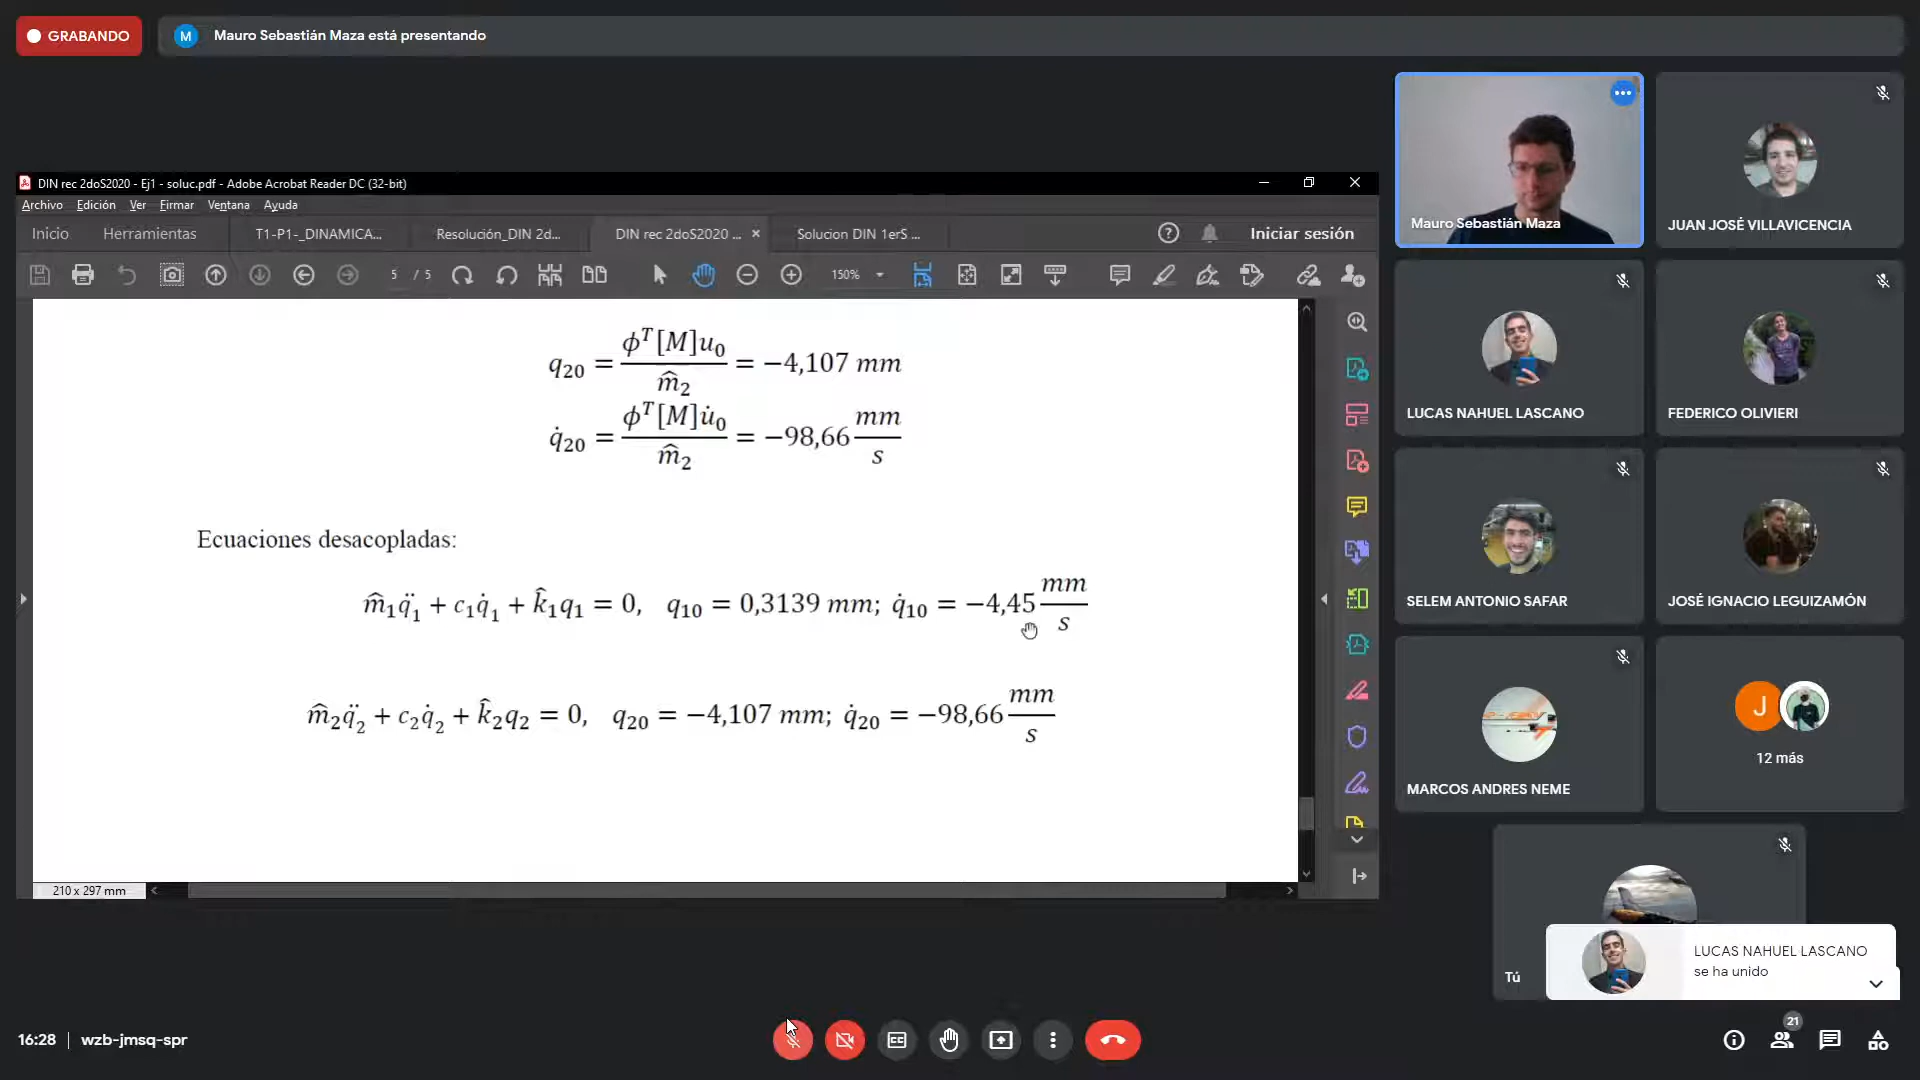 GRABANDO
M Mauro Sebastián Maza está presentando
DIN rec 2doS2020 - Ej1 - soluc.pdf - Adobe Acrobat Reader DC (32-bit)
Archivo Edición Ver Firmar Ventana Ayuda
Inicio Herramientas T1-P1-_DINAMICA... Resolución_DIN 2d... DIN rec 2doS2020 ... × Solucion DIN 1erS ... Iniciar sesión
5 / 5 150%
q₂₀ = ϕᵀ[M]u₀ / m̂₂ = −4,107 mm
q̇₂₀ = ϕᵀ[M]u̇₀ / m̂₂ = −98,66 mm/s
Ecuaciones desacopladas:
m̂₁q̈₁ + c₁q̇₁ + k̂₁q₁ = 0, q₁₀ = 0,3139 mm; q̇₁₀ = −4,45 mm/s
m̂₂q̈₂ + c₂q̇₂ + k̂₂q₂ = 0, q₂₀ = −4,107 mm; q̇₂₀ = −98,66 mm/s
210 x 297 mm
Mauro Sebastián Maza
JUAN JOSÉ VILLAVICENCIA
LUCAS NAHUEL LASCANO
FEDERICO OLIVIERI
SELEM ANTONIO SAFAR
JOSÉ IGNACIO LEGUIZAMÓN
MARCOS ANDRES NEME
J
12 más
Tú
LUCAS NAHUEL LASCANO
se ha unido
16:28 | wzb-jmsq-spr
21